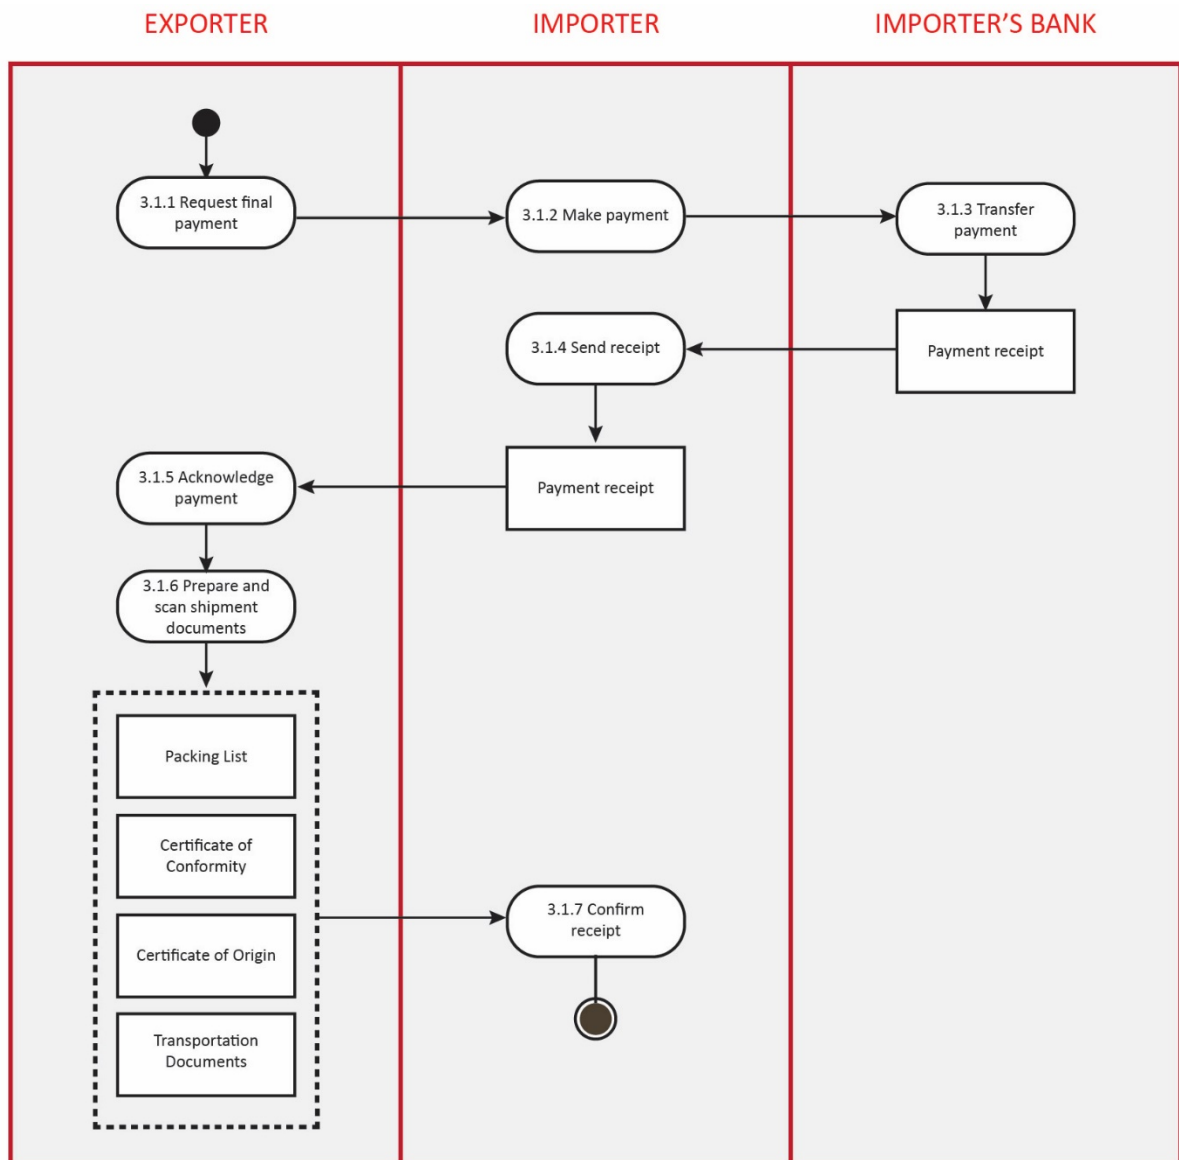 EXPORTER
IMPORTER
IMPORTER’S BANK
3.1.1 Request final
payment
3.1.2 Make payment
3.1.3 Transfer
payment
3.1.4 Send receipt
Payment receipt
3.1.5 Acknowledge
payment
Payment receipt
3.1.6 Prepare and
scan shipment
documents
Packing List
Certificate of
Conformity
3.1.7 Confirm
receipt
Certificate of Origin
Transportation
Documents